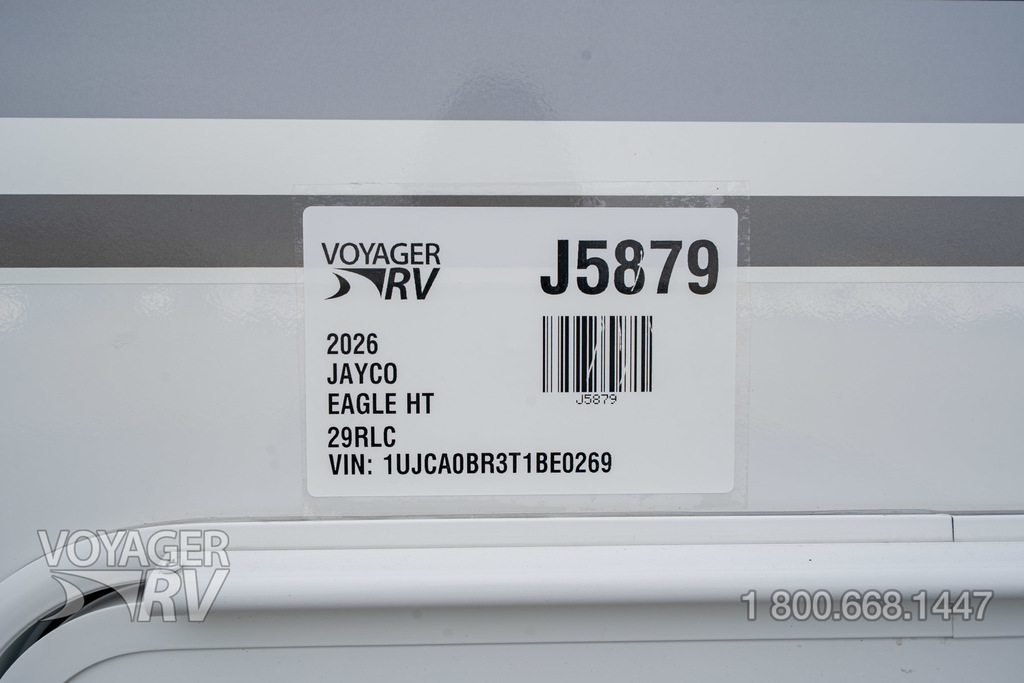 VOYAGER
RV
J5879
2026
JAYCO
EAGLE HT
29RLC
VIN: 1UJCA0BR3T1BE0269
J5879
VOYAGER
RV
1 800.668.1447